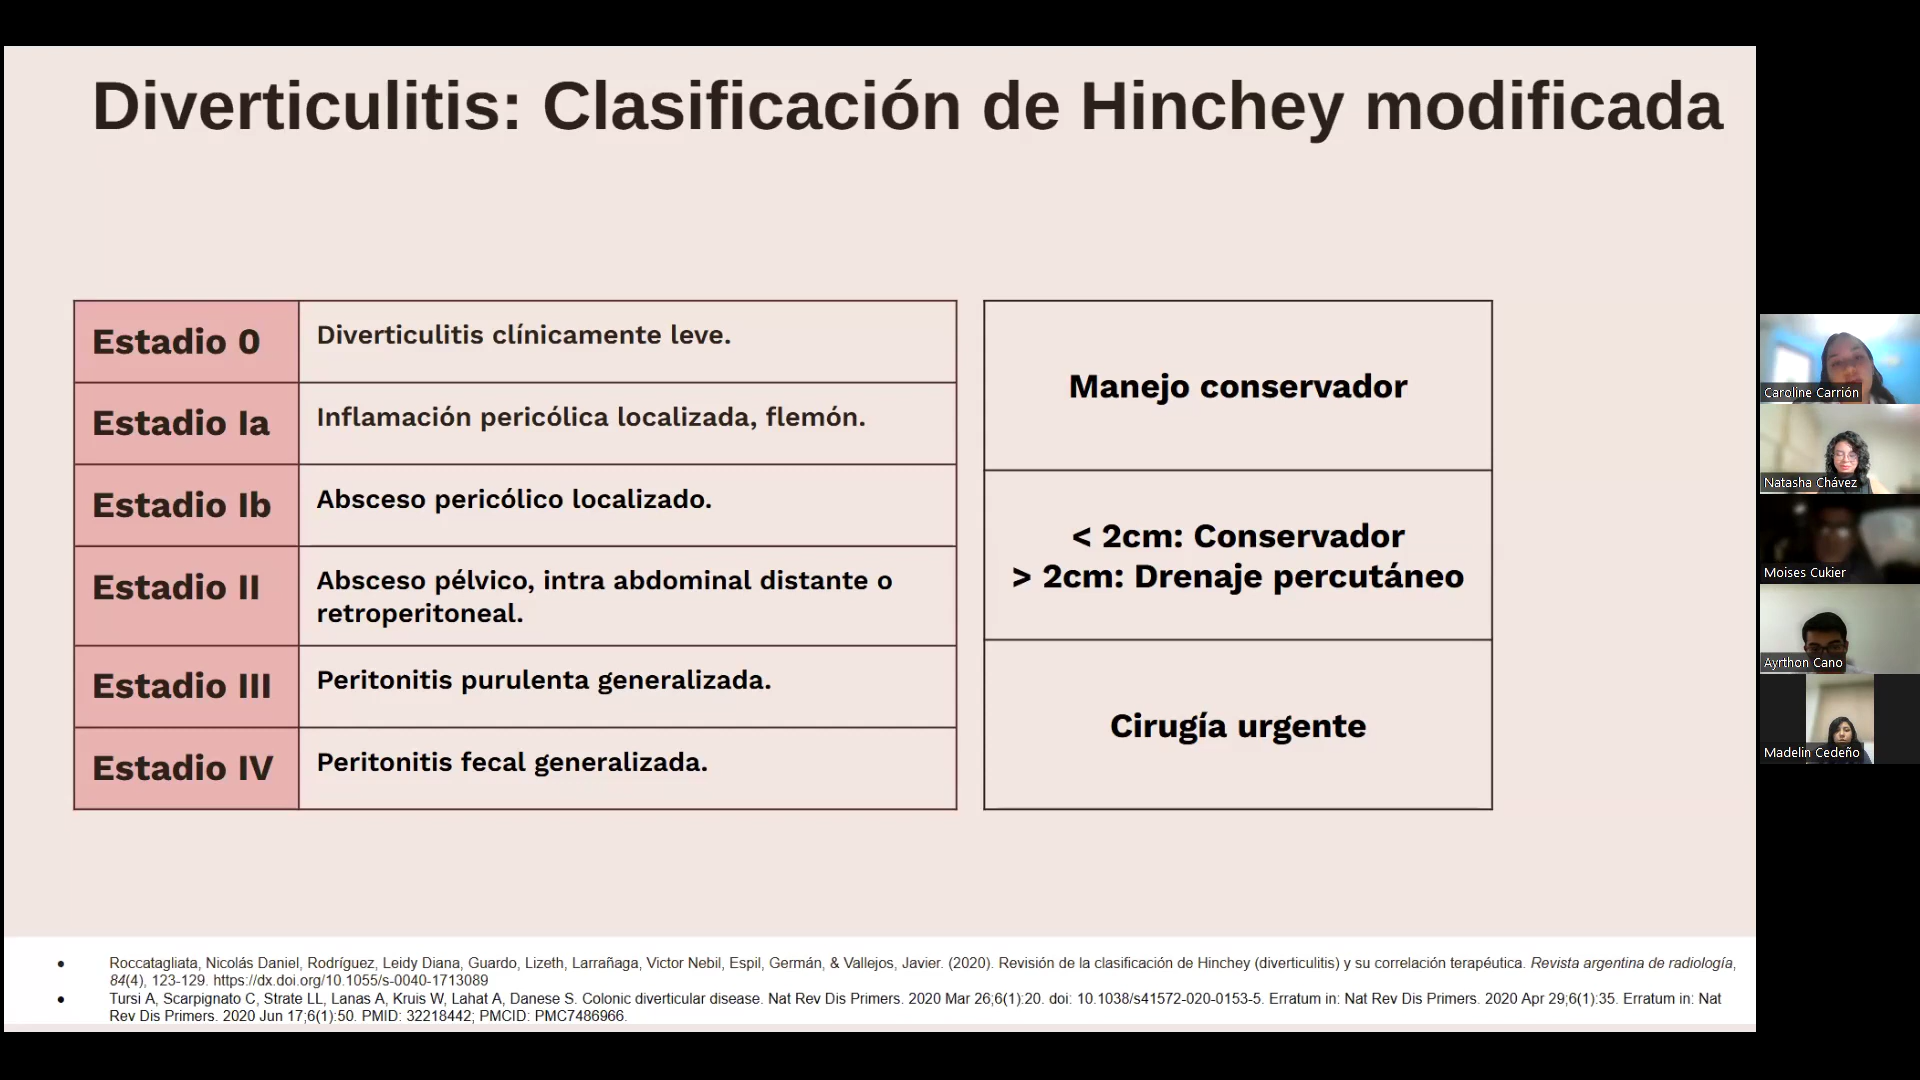 Diverticulitis: Clasificación de Hinchey modificada
Estadio 0
Diverticulitis clínicamente leve.
Estadio Ia
Inflamación pericólica localizada, flemón.
Estadio Ib
Absceso pericólico localizado.
Estadio II
Absceso pélvico, intra abdominal distante o
retroperitoneal.
Estadio III
Peritonitis purulenta generalizada.
Estadio IV
Peritonitis fecal generalizada.
Manejo conservador
< 2cm: Conservador
> 2cm: Drenaje percutáneo
Cirugía urgente
• Roccatagliata, Nicolás Daniel, Rodríguez, Leidy Diana, Guardo, Lizeth, Larrañaga, Victor Nebil, Espil, Germán, & Vallejos, Javier. (2020). Revisión de la clasificación de Hinchey (diverticulitis) y su correlación terapéutica. Revista argentina de radiología,
84(4), 123-129. https://dx.doi.org/10.1055/s-0040-1713089
• Tursi A, Scarpignato C, Strate LL, Lanas A, Kruis W, Lahat A, Danese S. Colonic diverticular disease. Nat Rev Dis Primers. 2020 Mar 26;6(1):20. doi: 10.1038/s41572-020-0153-5. Erratum in: Nat Rev Dis Primers. 2020 Apr 29;6(1):35. Erratum in: Nat
Rev Dis Primers. 2020 Jun 17;6(1):50. PMID: 32218442; PMCID: PMC7486966.
Caroline Carrión
Natasha Chávez
Moises Cukier
Ayrthon Cano
Madelin Cedeño